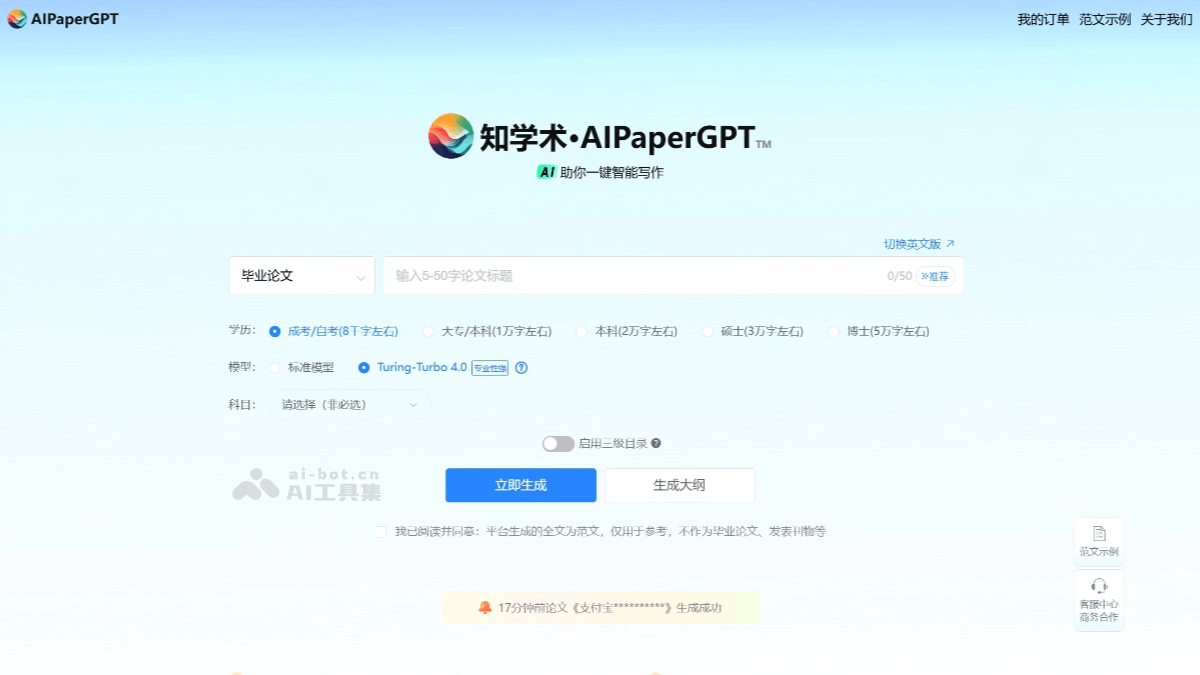 AIPaperGPT 我的订单 范文示例 关于我们
知学术•AIPaperGPT TM
AI 助你一键智能写作
切换英文版
毕业论文 输入5-50字论文标题 0/50 推荐
学历: 成考/自考(8千字左右) 大专/本科(1万字左右) 本科(2万字左右) 硕士(3万字左右) 博士(5万字左右)
模型: 标准模型 Turing-Turbo 4.0 专业性强 ?
科目: 请选择（非必选）
启用三级目录 ?
ai-bot.cn
AI工具集
立即生成 生成大纲
我已阅读并同意：平台生成的全文为范文，仅用于参考，不作为毕业论文、发表刊物等
范文示例
客服中心
商务合作
17分钟前论文《支付宝**********》生成成功